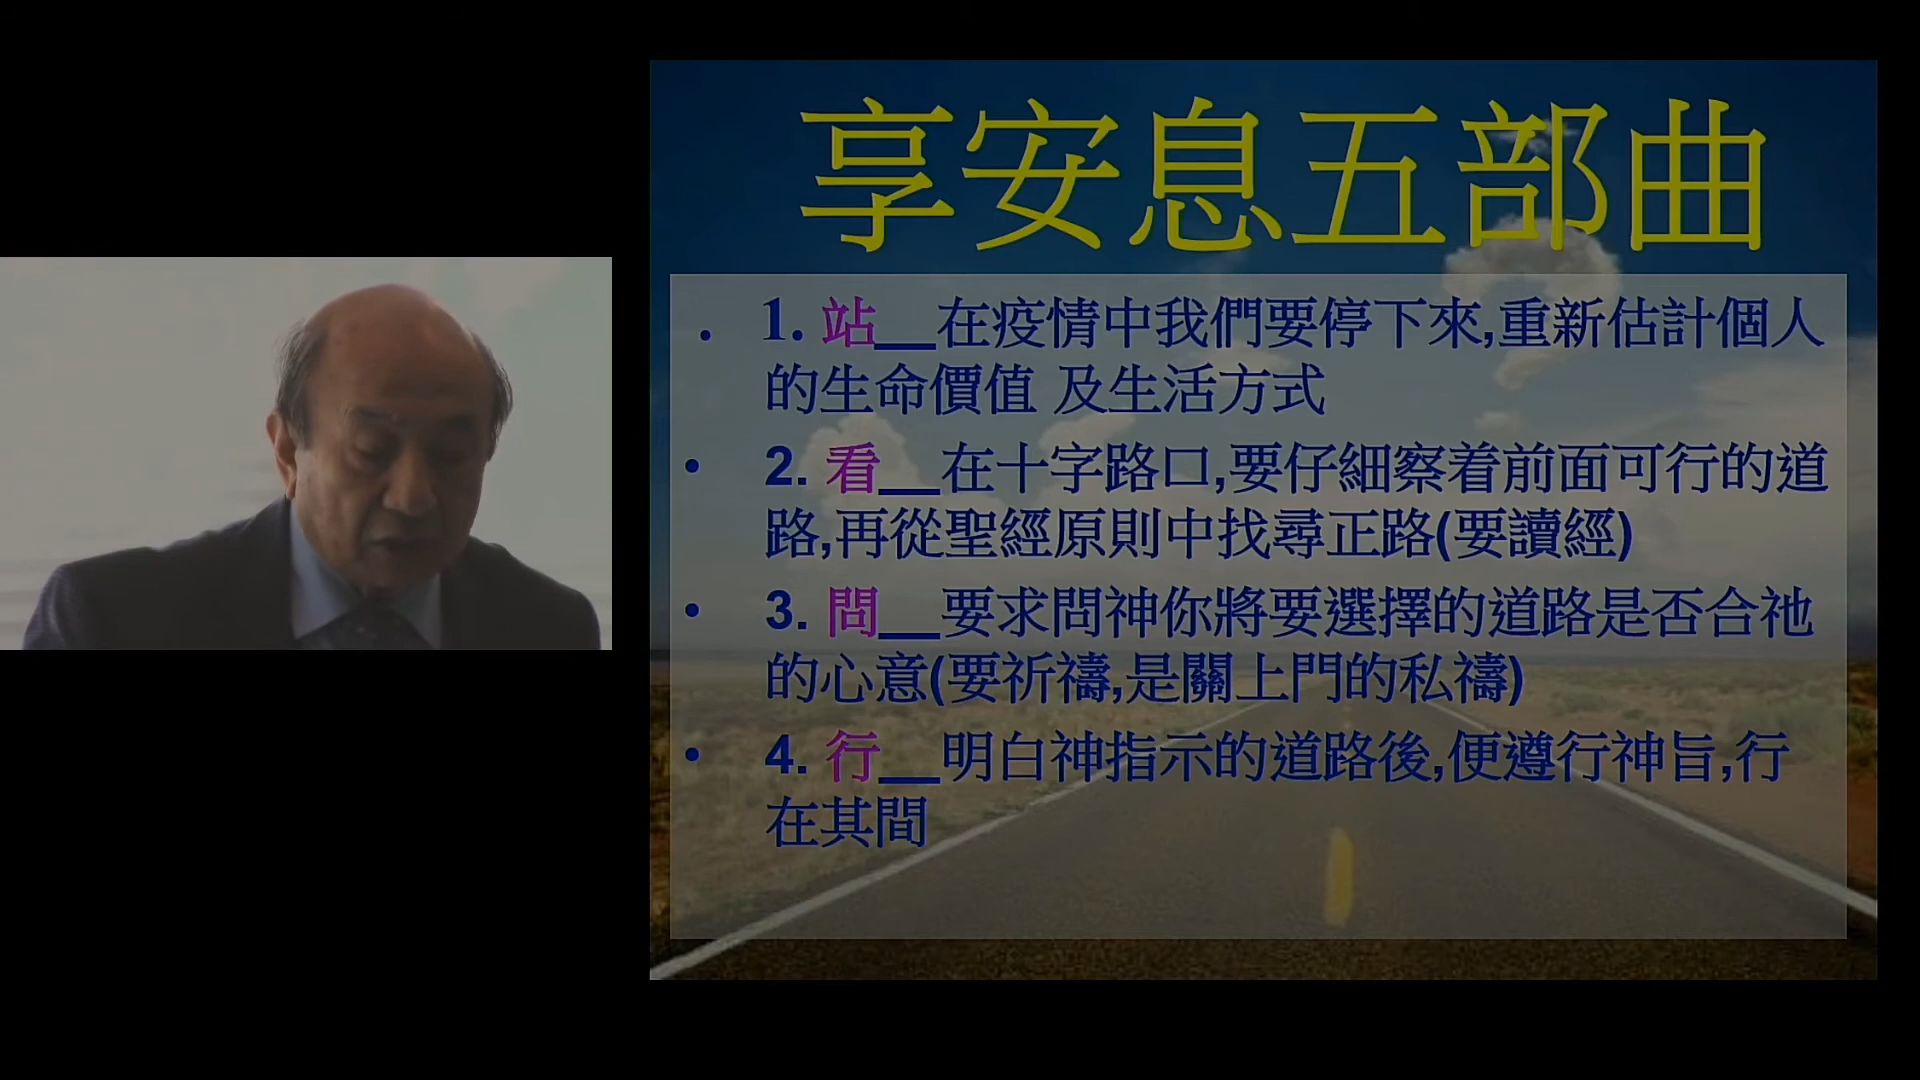 享安息五部曲
• 1. 站__在疫情中我們要停下來,重新估計個人
的生命價值 及生活方式
• 2. 看__在十字路口,要仔細察着前面可行的道
路,再從聖經原則中找尋正路(要讀經)
• 3. 問__要求問神你將要選擇的道路是否合祂
的心意(要祈禱,是關上門的私禱)
• 4. 行__明白神指示的道路後,便遵行神旨,行
在其間